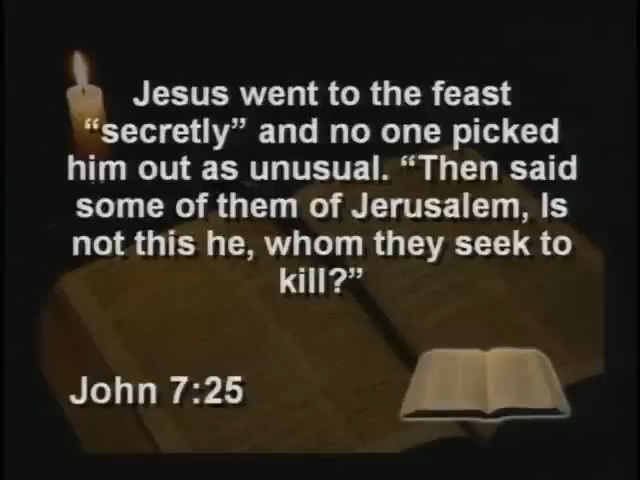 Jesus went to the feast
“secretly” and no one picked
him out as unusual. “Then said
some of them of Jerusalem, Is
not this he, whom they seek to
kill?”
John 7:25